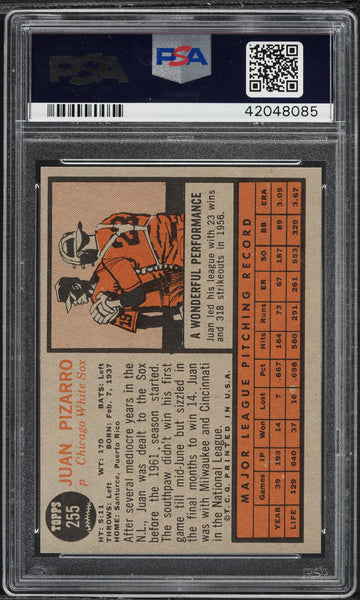 PSA
PSA
42048085
TOPPS
255
JUAN PIZARRO
p Chicago White Sox
HT: 5:11 WT: 170 BATS: Left
THROWS: Left BORN: Feb. 7, 1937
HOME: Santurce, Puerto Rico
After several mediocre years in the
N.L., Juan was dealt to the Sox
before the 1961 season started.
The southpaw didn't win his first
game till mid-June but sizzled in
the final months to win 14. Juan
was with Milwaukee and Cincinnati
in the National League.
©T.C.G. PRINTED IN U.S.A.
23
A WONDERFUL PERFORMANCE
Juan led his league with 23 wins
and 318 strikeouts in 1956.
MAJOR LEAGUE PITCHING RECORD
Games IP Won Lost Pct Hits Runs ER SO BB ERA
YEAR 39 195 14 7 .667 164 73 67 187 89 3.09
LIFE 129 640 37 16 .698 560 291 261 553 329 3.67